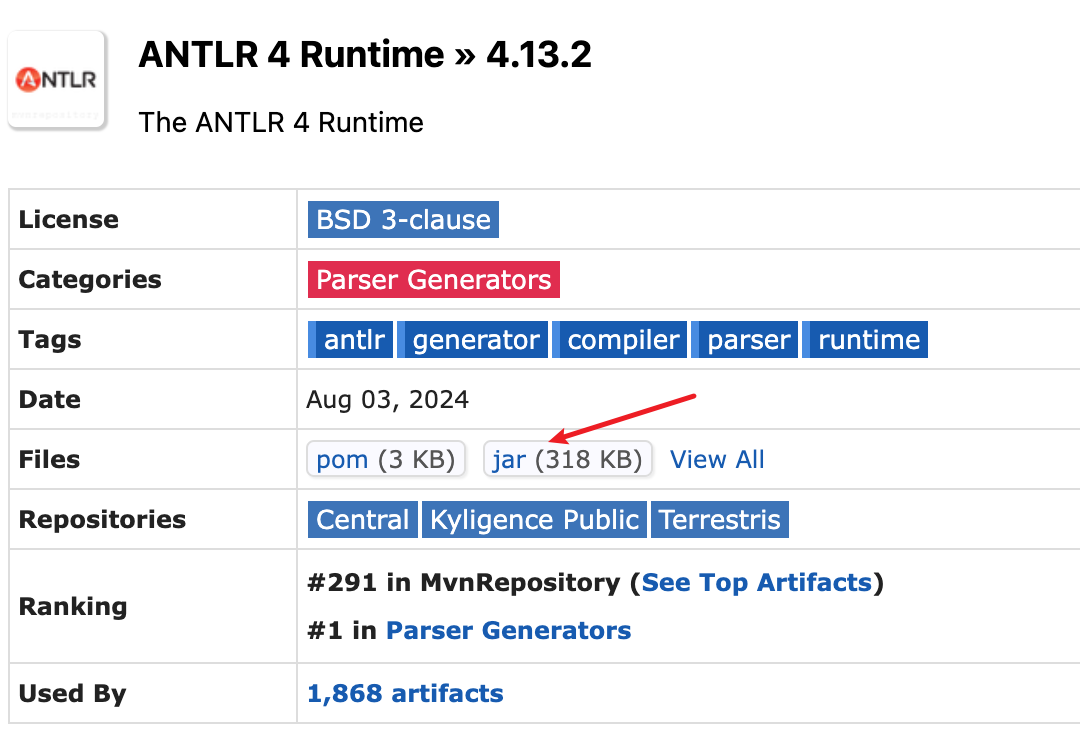 ANTLR
mvnrepository
ANTLR 4 Runtime » 4.13.2
The ANTLR 4 Runtime
License BSD 3-clause
Categories Parser Generators
Tags antlr generator compiler parser runtime
Date Aug 03, 2024
Files pom (3 KB) jar (318 KB) View All
Repositories Central Kyligence Public Terrestris
Ranking #291 in MvnRepository (See Top Artifacts)
#1 in Parser Generators
Used By 1,868 artifacts